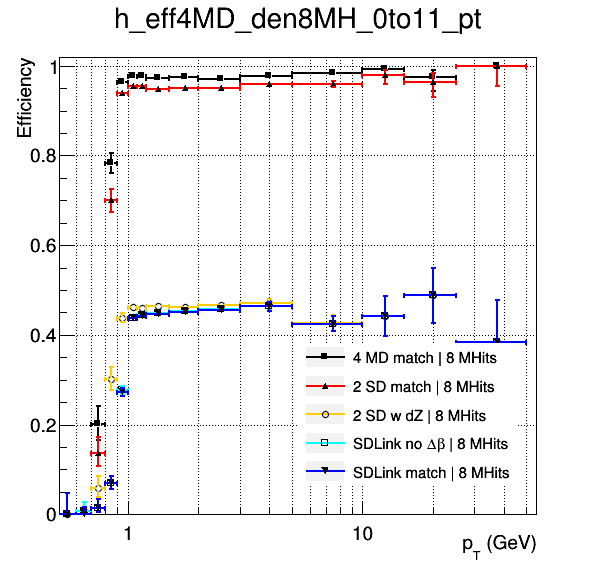 h_eff4MD_den8MH_0to11_pt
Efficiency
1
0.8
0.6
0.4
0.2
0
4 MD match | 8 MHits
2 SD match | 8 MHits
2 SD w dZ | 8 MHits
SDLink no Δβ | 8 MHits
SDLink match | 8 MHits
1
10
p_T (GeV)